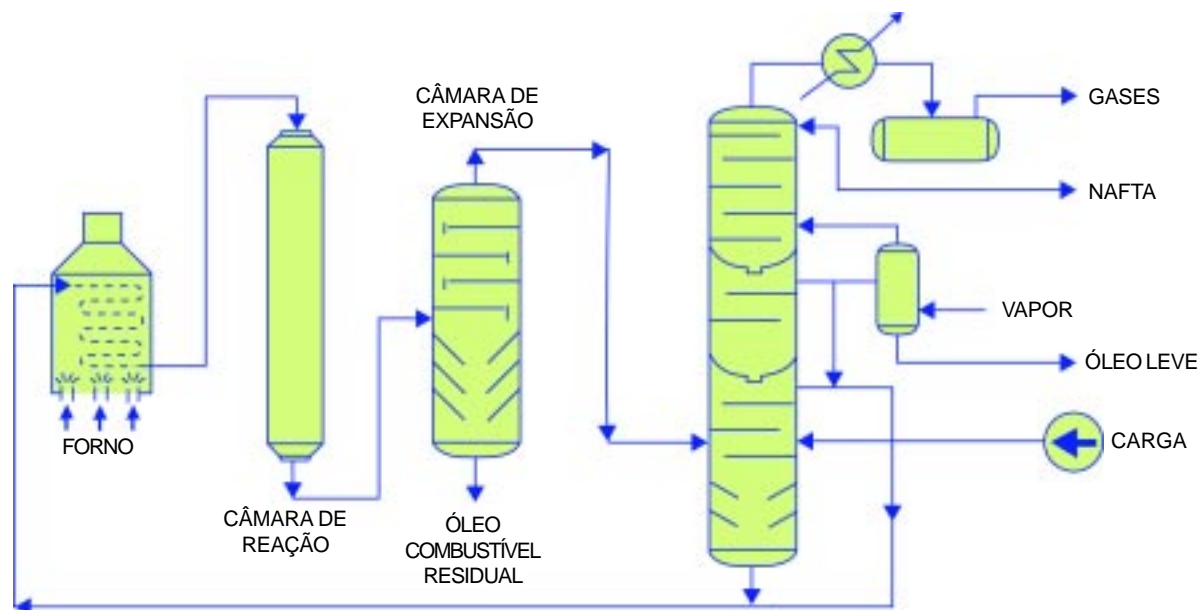 CÂMARA DE
EXPANSÃO
GASES
NAFTA
VAPOR
ÓLEO LEVE
CARGA
FORNO
CÂMARA DE
REAÇÃO
ÓLEO
COMBUSTÍVEL
RESIDUAL